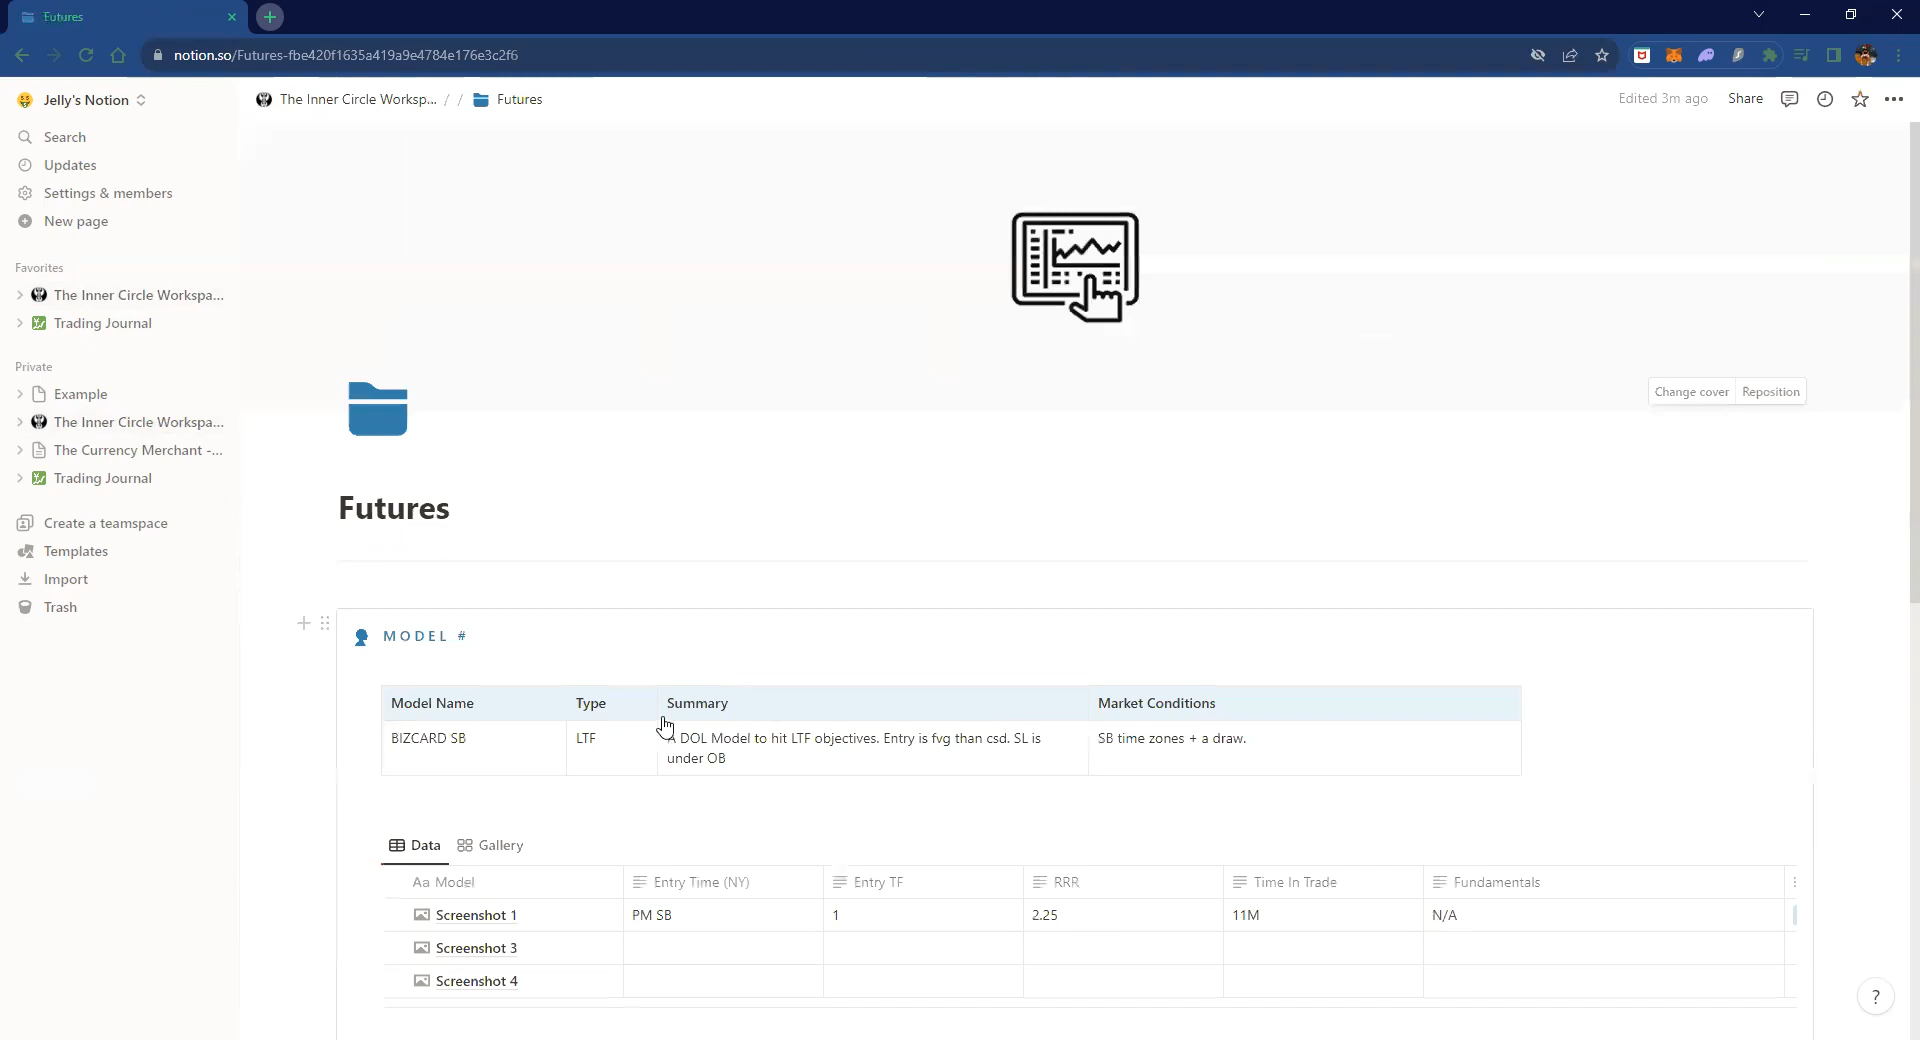 Futures
notion.so/Futures-fbe420f1635a419a9e4784e176e3c2f6
Jelly's Notion
The Inner Circle Worksp... / / Futures
Edited 3m ago Share
Search
Updates
Settings & members
New page
Favorites
The Inner Circle Workspa...
Trading Journal
Private
Example
The Inner Circle Workspa...
The Currency Merchant -...
Trading Journal
Create a teamspace
Templates
Import
Trash
Change cover Reposition
Futures
MODEL #
Model Name Type Summary Market Conditions
BIZCARD SB LTF A DOL Model to hit LTF objectives. Entry is fvg than csd. SL is SB time zones + a draw.
under OB
Data Gallery
Aa Model Entry Time (NY) Entry TF RRR Time In Trade Fundamentals
Screenshot 1 PM SB 1 2.25 11M N/A
Screenshot 3
Screenshot 4
?